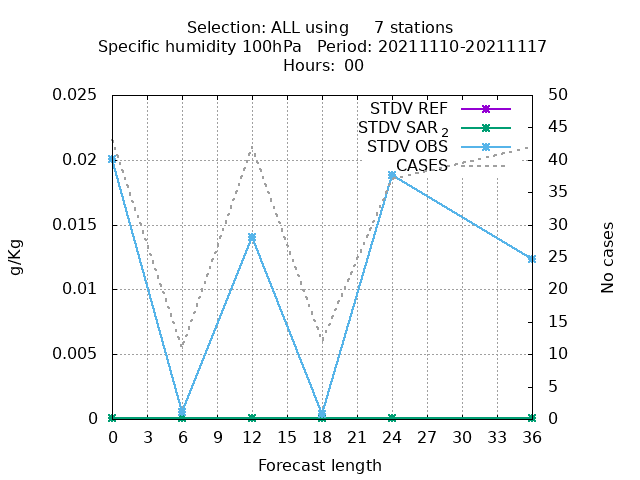 Selection: ALL using     7 stations
Specific humidity 100hPa   Period: 20211110-20211117
Hours: 00
STDV REF
STDV SAR 2
STDV OBS
CASES
0.025
0.02
0.015
0.01
0.005
0
g/Kg
50
45
40
35
30
25
20
15
10
5
0
No cases
0 3 6 9 12 15 18 21 24 27 30 33 36
Forecast length